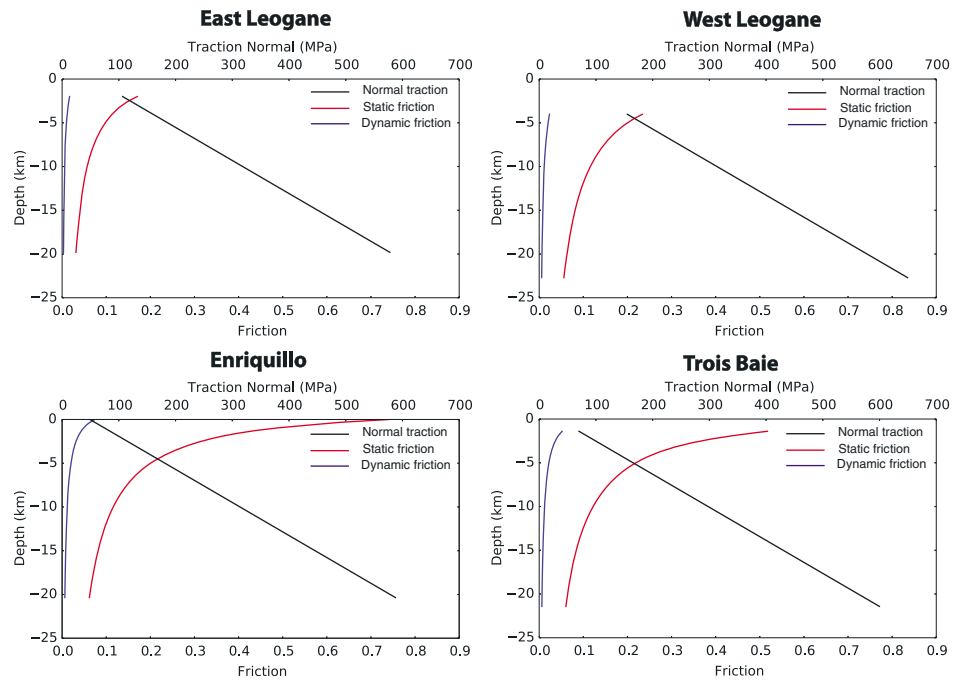 East Leogane
Traction Normal (MPa)
0 100 200 300 400 500 600 700
Normal traction
Static friction
Dynamic friction
Depth (km)
0
−5
−10
−15
−20
−25
0.0 0.1 0.2 0.3 0.4 0.5 0.6 0.7 0.8 0.9
Friction
West Leogane
Traction Normal (MPa)
0 100 200 300 400 500 600 700
Normal traction
Static friction
Dynamic friction
Depth (km)
0
−5
−10
−15
−20
−25
0.0 0.1 0.2 0.3 0.4 0.5 0.6 0.7 0.8 0.9
Friction
Enriquillo
Traction Normal (MPa)
0 100 200 300 400 500 600 700
Normal traction
Static friction
Dynamic friction
Depth (km)
0
−5
−10
−15
−20
−25
0.0 0.1 0.2 0.3 0.4 0.5 0.6 0.7 0.8 0.9
Friction
Trois Baie
Traction Normal (MPa)
0 100 200 300 400 500 600 700
Normal traction
Static friction
Dynamic friction
Depth (km)
0
−5
−10
−15
−20
−25
0.0 0.1 0.2 0.3 0.4 0.5 0.6 0.7 0.8 0.9
Friction